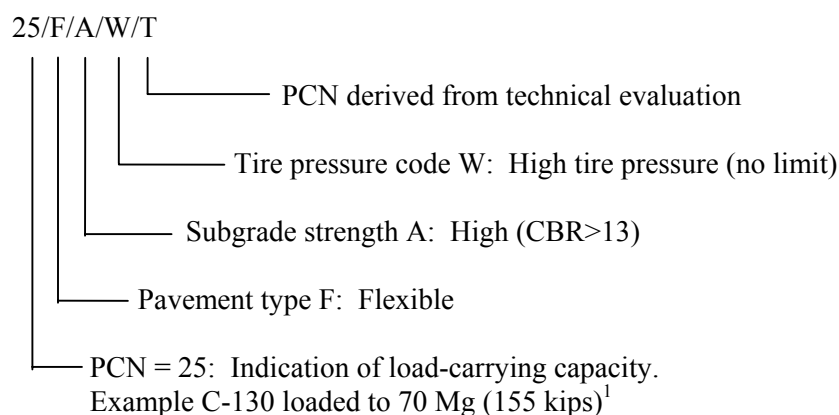 25/F/A/W/T
PCN derived from technical evaluation
Tire pressure code W: High tire pressure (no limit)
Subgrade strength A: High (CBR>13)
Pavement type F: Flexible
PCN = 25: Indication of load-carrying capacity.
Example C-130 loaded to 70 Mg (155 kips)¹